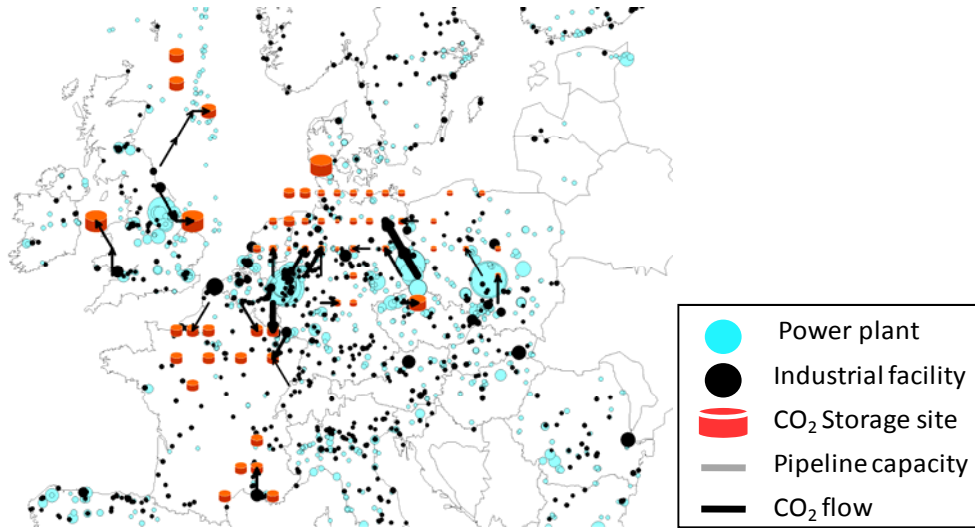 Power plant
Industrial facility
CO₂ Storage site
Pipeline capacity
CO₂ flow